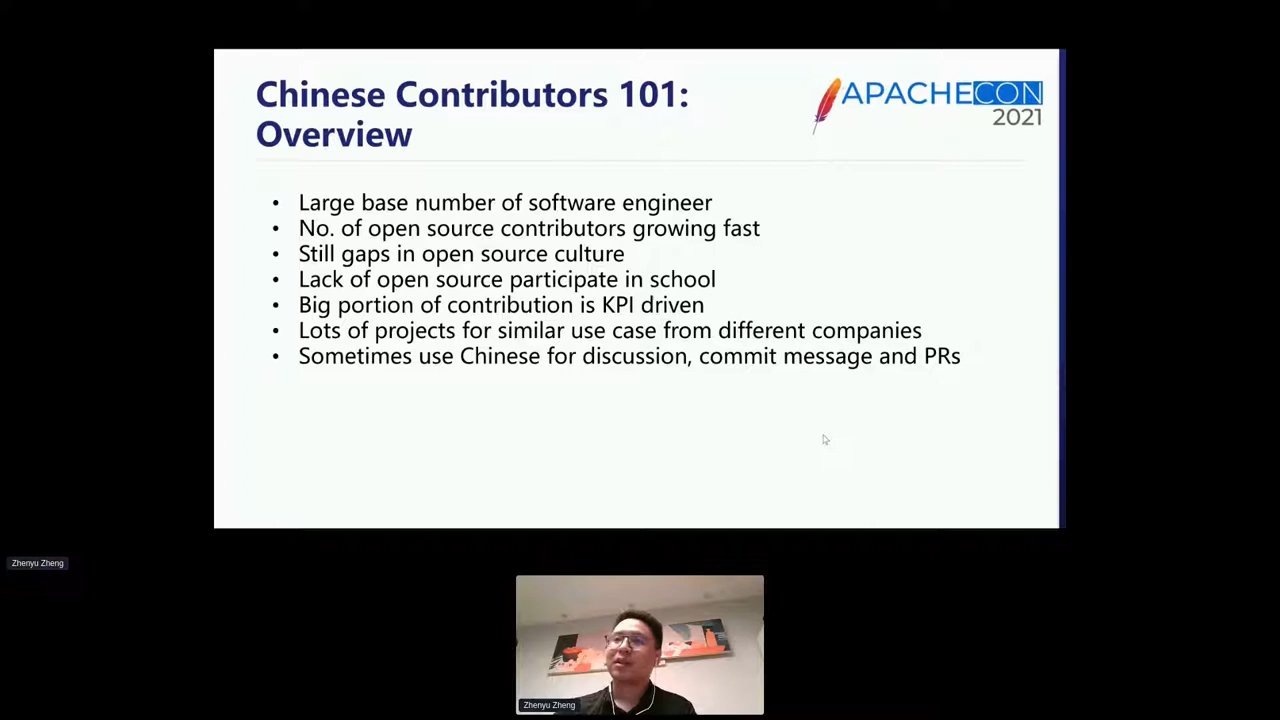 Chinese Contributors 101:
Overview
APACHECON
2021
• Large base number of software engineer
• No. of open source contributors growing fast
• Still gaps in open source culture
• Lack of open source participate in school
• Big portion of contribution is KPI driven
• Lots of projects for similar use case from different companies
• Sometimes use Chinese for discussion, commit message and PRs
Zhenyu Zheng
Zhenyu Zheng